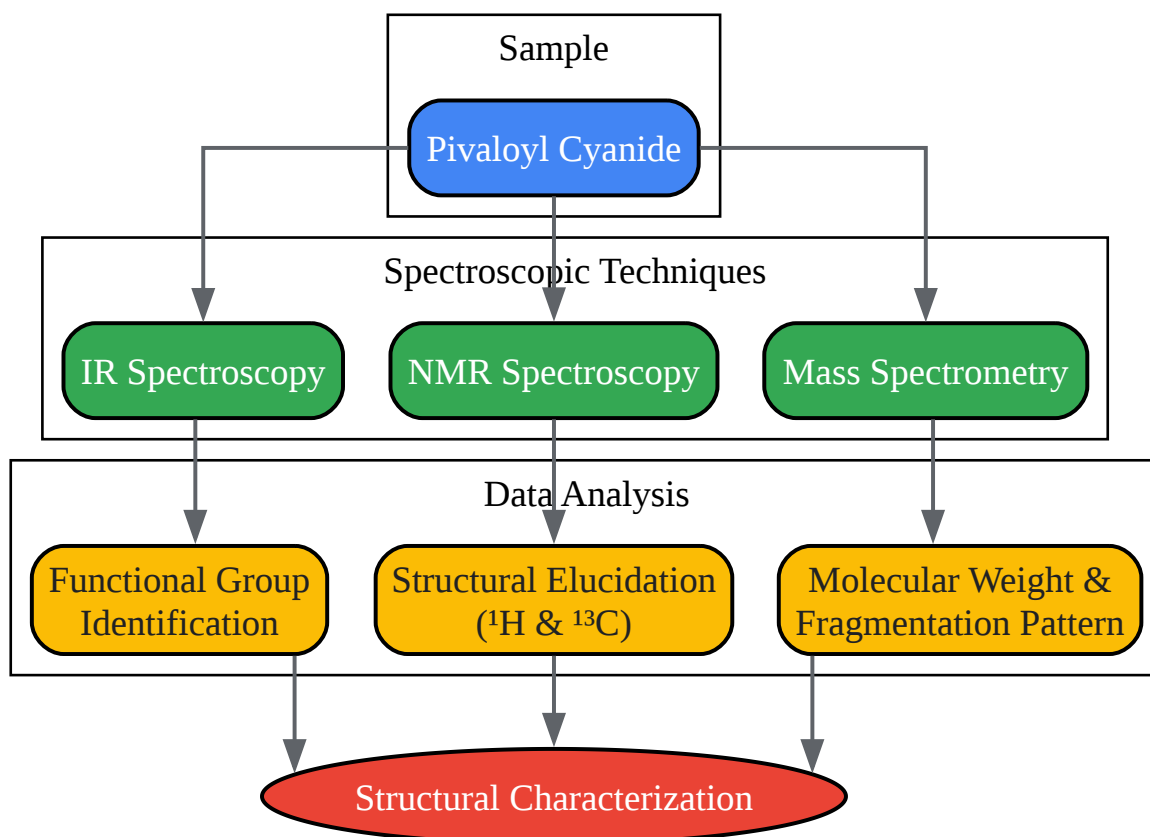 Sample
Pivaloyl Cyanide
Spectroscopic Techniques
IR Spectroscopy
NMR Spectroscopy
Mass Spectrometry
Data Analysis
Functional Group
Identification
Structural Elucidation
(¹H & ¹³C)
Molecular Weight &
Fragmentation Pattern
Structural Characterization